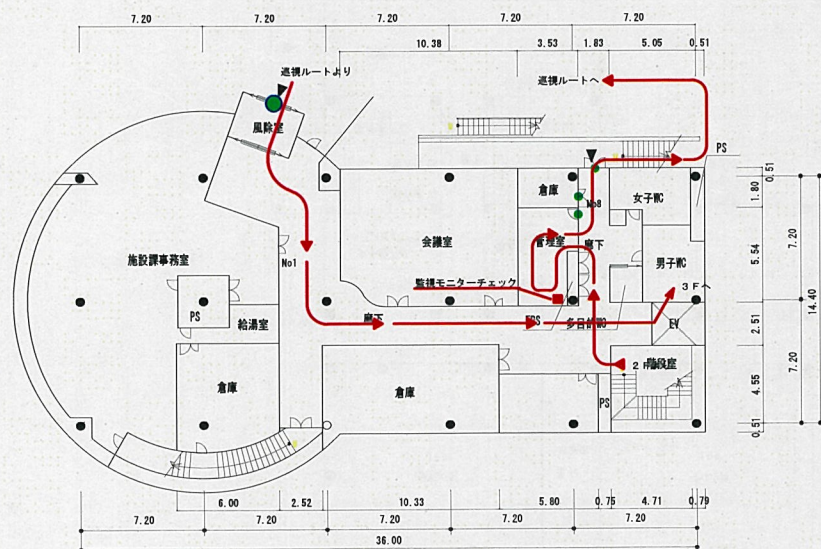 7.20 7.20 7.20 7.20 7.20
10.38 3.53 1.83 5.05 0.51
巡視ルートより
巡視ルートへ
風除室
PS
倉庫
女子WC
No8
会議室
管理室
廊下
施設課事務室
男子WC
No1
監視モニターチェック
3Fへ
PS
給湯室
廊下
多目的WC
EV
階段室
倉庫
倉庫
PS
0.51
1.80
5.54
2.51
4.55
0.51
7.20
7.20
14.40
6.00 2.52 10.33 5.80 0.75 4.71 0.79
7.20 7.20 7.20 7.20 7.20
36.00